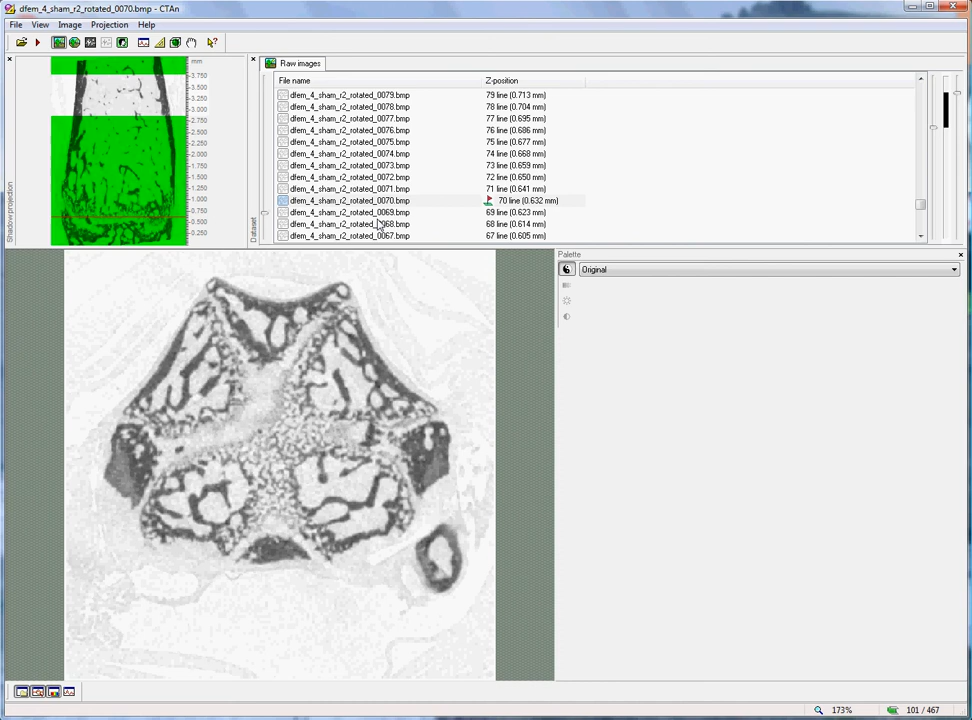 dfem_4_sham_r2_rotated_0070.bmp - CTAn
File View Image Projection Help
mm
3.750
3.500
3.250
3.000
2.750
2.500
2.250
2.000
1.750
1.500
1.250
1.000
0.750
0.500
0.250
Shadow projection
Dataset
Raw images
File name Z-position
dfem_4_sham_r2_rotated_0079.bmp 79 line (0.713 mm)
dfem_4_sham_r2_rotated_0078.bmp 78 line (0.704 mm)
dfem_4_sham_r2_rotated_0077.bmp 77 line (0.695 mm)
dfem_4_sham_r2_rotated_0076.bmp 76 line (0.686 mm)
dfem_4_sham_r2_rotated_0075.bmp 75 line (0.677 mm)
dfem_4_sham_r2_rotated_0074.bmp 74 line (0.668 mm)
dfem_4_sham_r2_rotated_0073.bmp 73 line (0.659 mm)
dfem_4_sham_r2_rotated_0072.bmp 72 line (0.650 mm)
dfem_4_sham_r2_rotated_0071.bmp 71 line (0.641 mm)
dfem_4_sham_r2_rotated_0070.bmp 70 line (0.632 mm)
dfem_4_sham_r2_rotated_0069.bmp 69 line (0.623 mm)
dfem_4_sham_r2_rotated_0068.bmp 68 line (0.614 mm)
dfem_4_sham_r2_rotated_0067.bmp 67 line (0.605 mm)
Palette
Original
173% 101 / 467